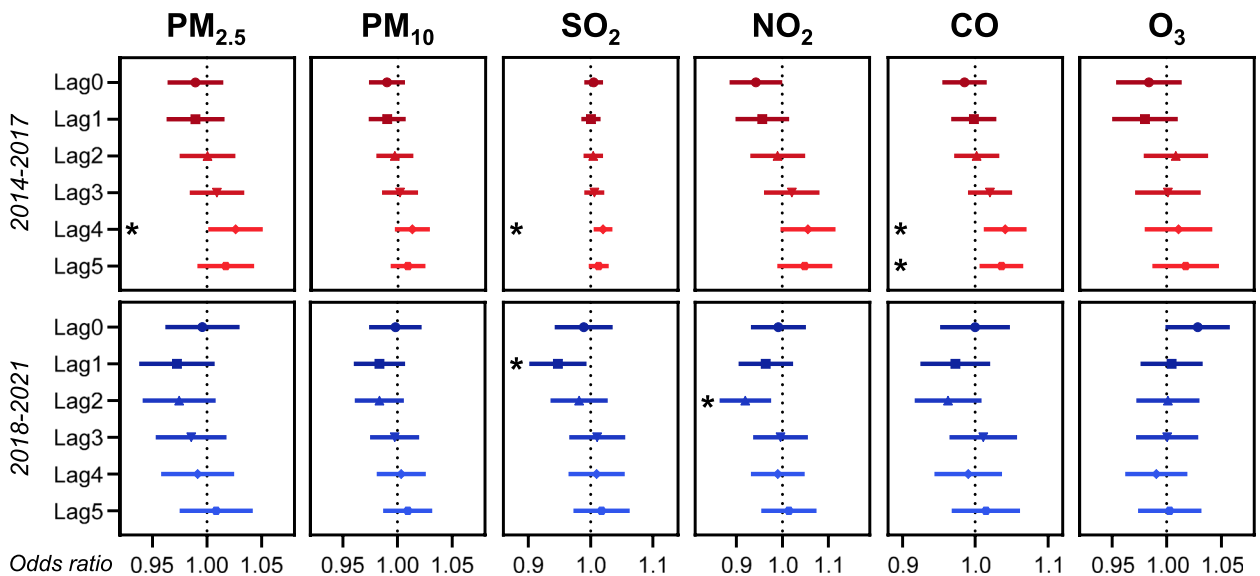 PM2.5 PM10 SO2 NO2 CO O3
2014-2017
Lag0
Lag1
Lag2
Lag3
Lag4 * * *
Lag5 *
2018-2021
Lag0
Lag1 *
Lag2 *
Lag3
Lag4
Lag5
Odds ratio 0.95 1.00 1.05 0.95 1.00 1.05 0.9 1.0 1.1 0.9 1.0 1.1 0.9 1.0 1.1 0.95 1.00 1.05